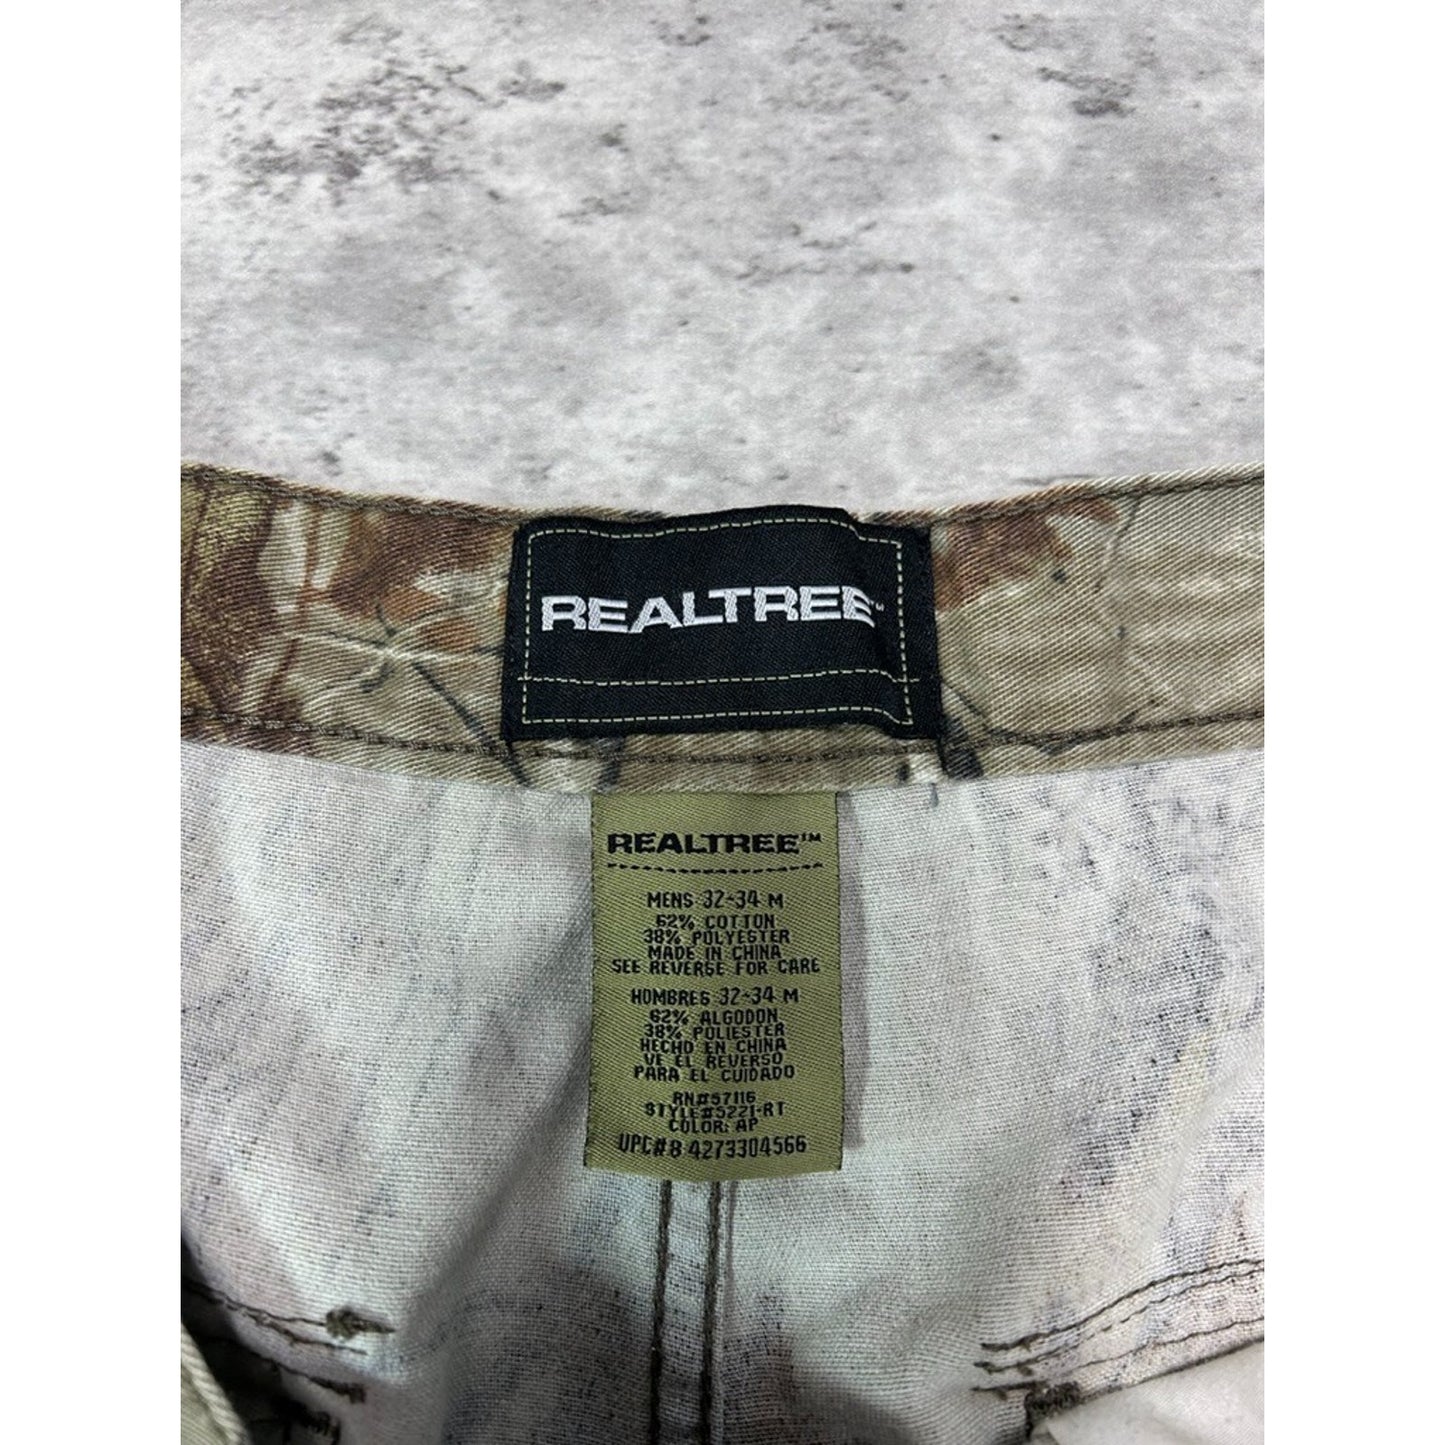 REALTREE™
REALTREE™
MENS 32-34 M
62% COTTON
38% POLYESTER
MADE IN CHINA
SEE REVERSE FOR CARE
HOMBRES 32-34 M
62% ALGODON
38% POLIESTER
HECHO EN CHINA
VE EL REVERSO
PARA EL CUIDADO
RN#97116
STYLE#5221-RT
COLOR: AP
UPC#8 4273304566